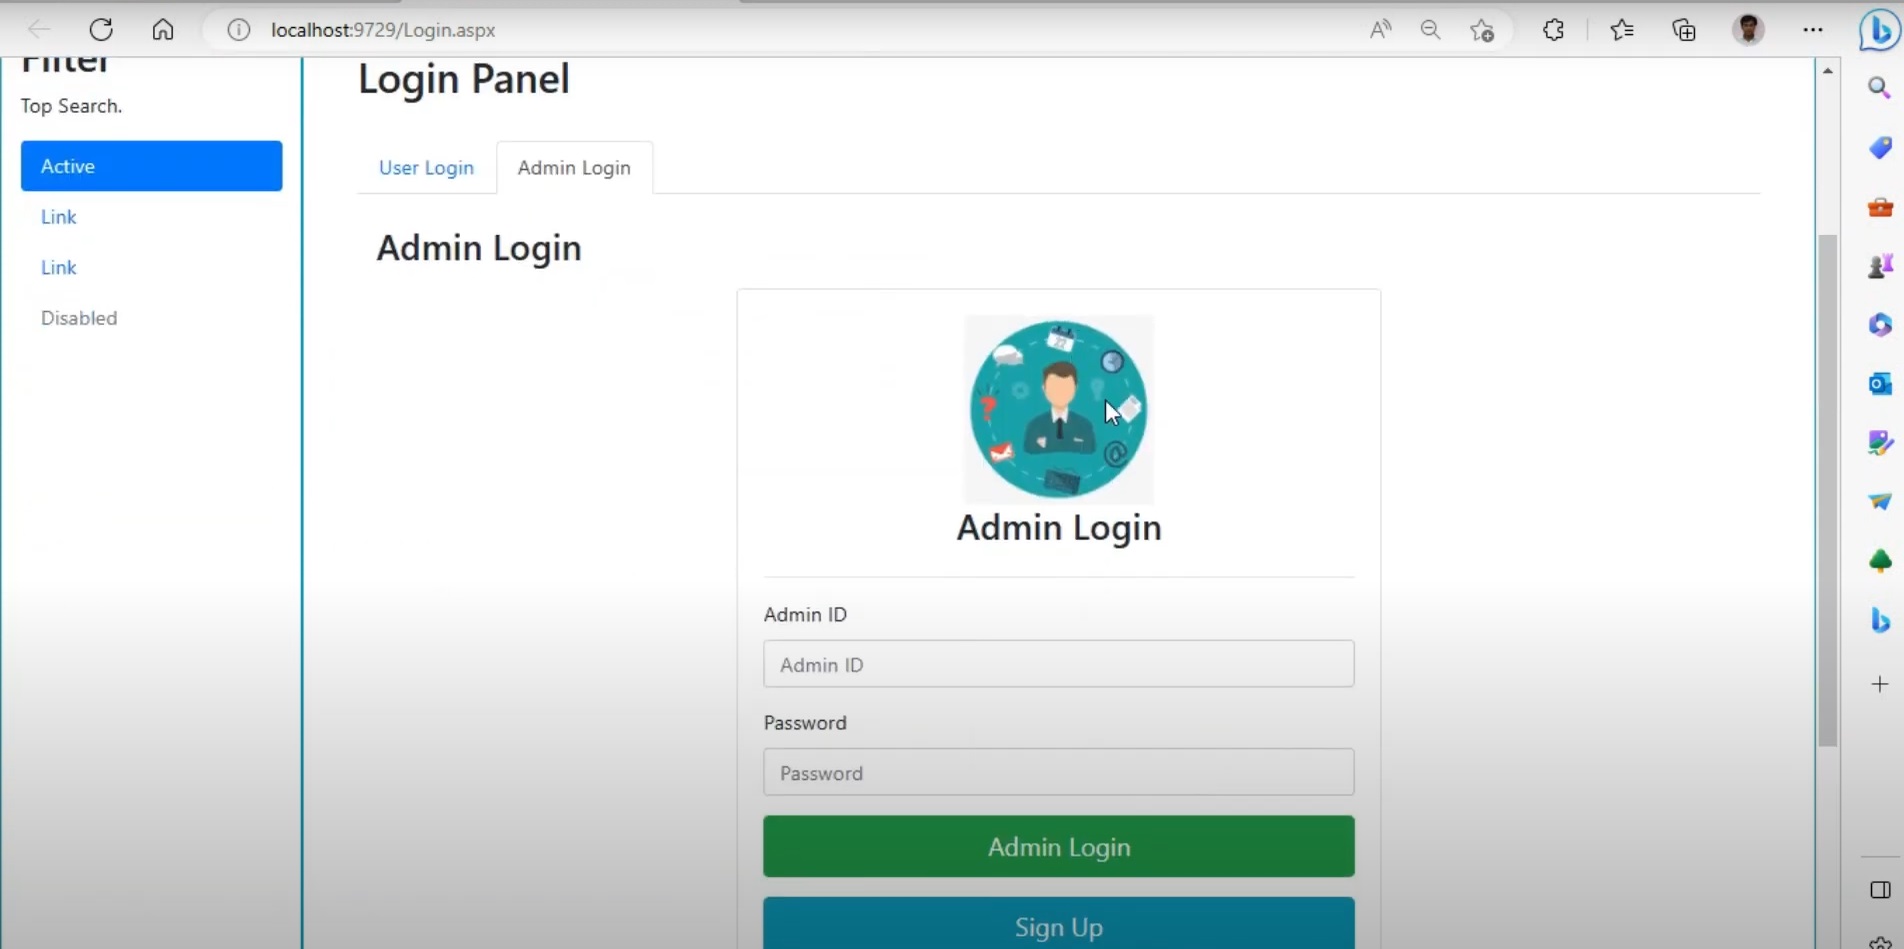 localhost:9729/Login.aspx
Filter
Top Search.
Active
Link
Link
Disabled
Login Panel
User Login
Admin Login
Admin Login
Admin Login
Admin ID
Admin ID
Password
Password
Admin Login
Sign Up